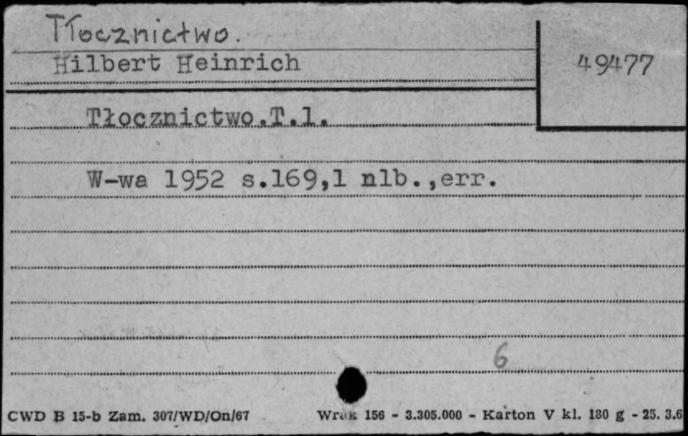 Tłocznictwo.
Hilbert Heinrich
49477
Tłocznictwo.T.1.
W-wa 1952 s.169,1 nlb.,err.
6
CWD B 15-b Zam. 307/WD/On/67
156 - 3.305.000 - Karton V kl. 180 g - 25. 3.6